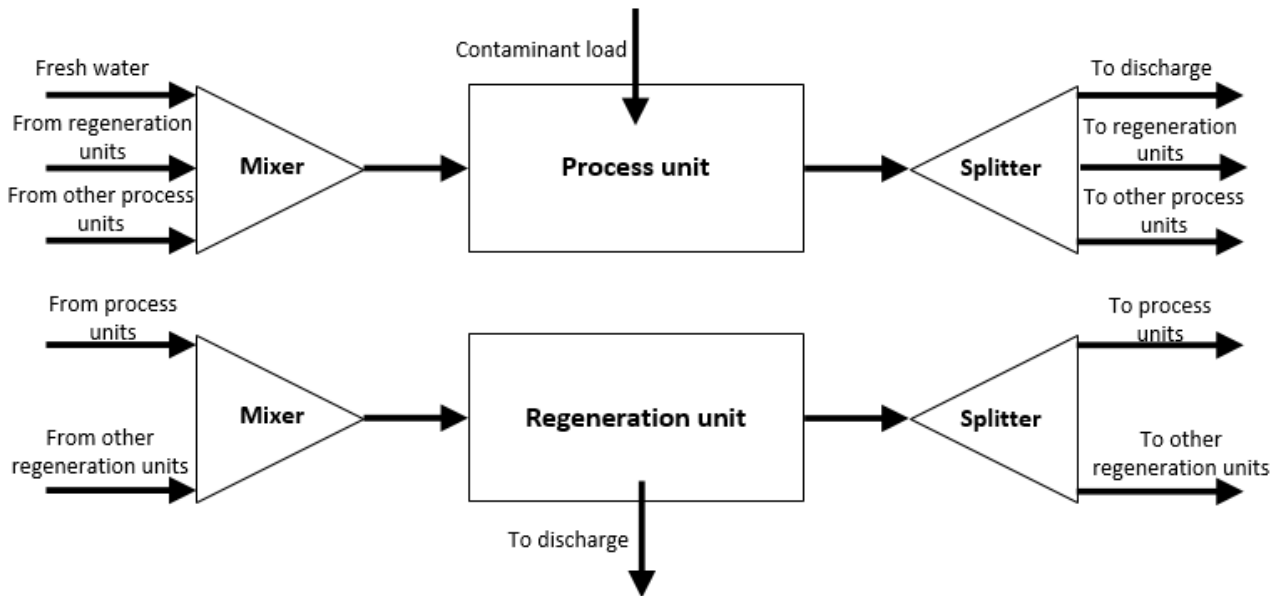 Contaminant load
Fresh water
From regeneration
units
From other process
units
Mixer
Process unit
Splitter
To discharge
To regeneration
units
To other process
units
From process
units
From other
regeneration units
Mixer
Regeneration unit
To discharge
Splitter
To process
units
To other
regeneration units